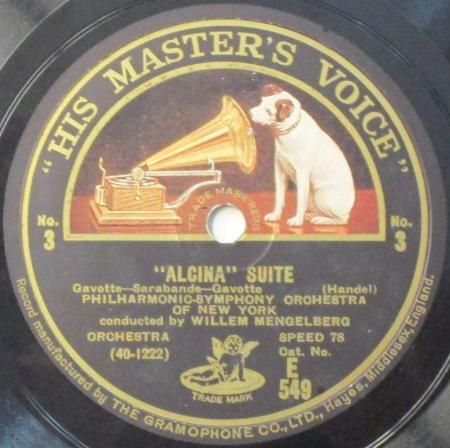 "HIS MASTER'S VOICE"
TRADE MARK REGD
No. No.
3 3
"ALCINA" SUITE
Gavotte—Sarabande—Gavotte (Handel)
PHILHARMONIC-SYMPHONY ORCHESTRA
OF NEW YORK
conducted by WILLEM MENGELBERG
ORCHESTRA SPEED 78
(40-1222) Cat. No.
E
549
TRADE MARK
Record manufactured by THE GRAMOPHONE CO., LTD., Hayes, Middlesex, England.